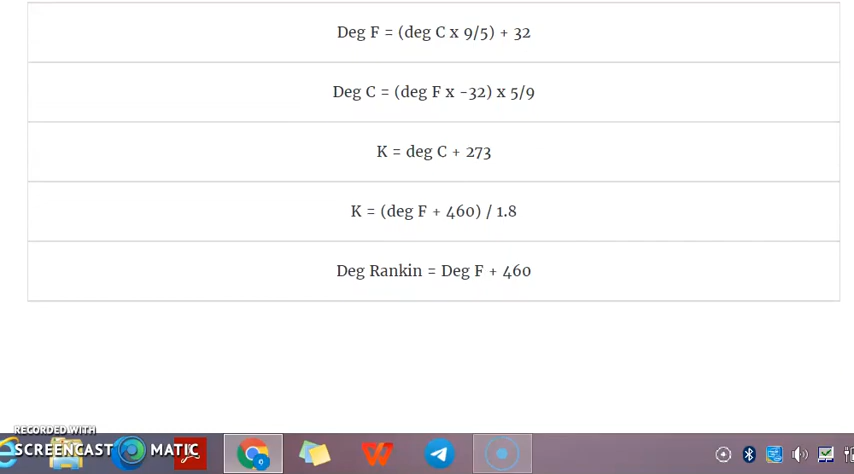 Deg F = (deg C x 9/5) + 32
Deg C = (deg F x -32) x 5/9
K = deg C + 273
K = (deg F + 460) / 1.8
Deg Rankin = Deg F + 460
RECORDED WITH
SCREENCAST MATIC